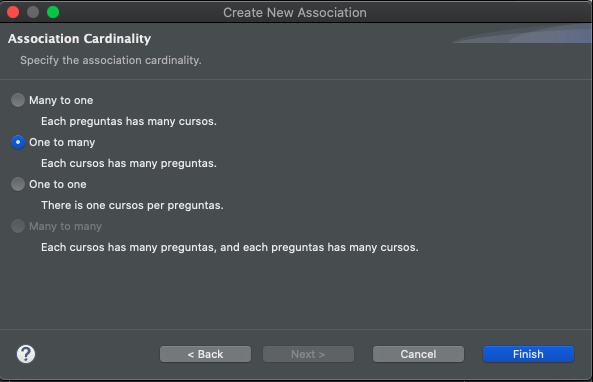 Create New Association
Association Cardinality
Specify the association cardinality.
Many to one
Each preguntas has many cursos.
One to many
Each cursos has many preguntas.
One to one
There is one cursos per preguntas.
Many to many
Each cursos has many preguntas, and each preguntas has many cursos.
? < Back Next > Cancel Finish